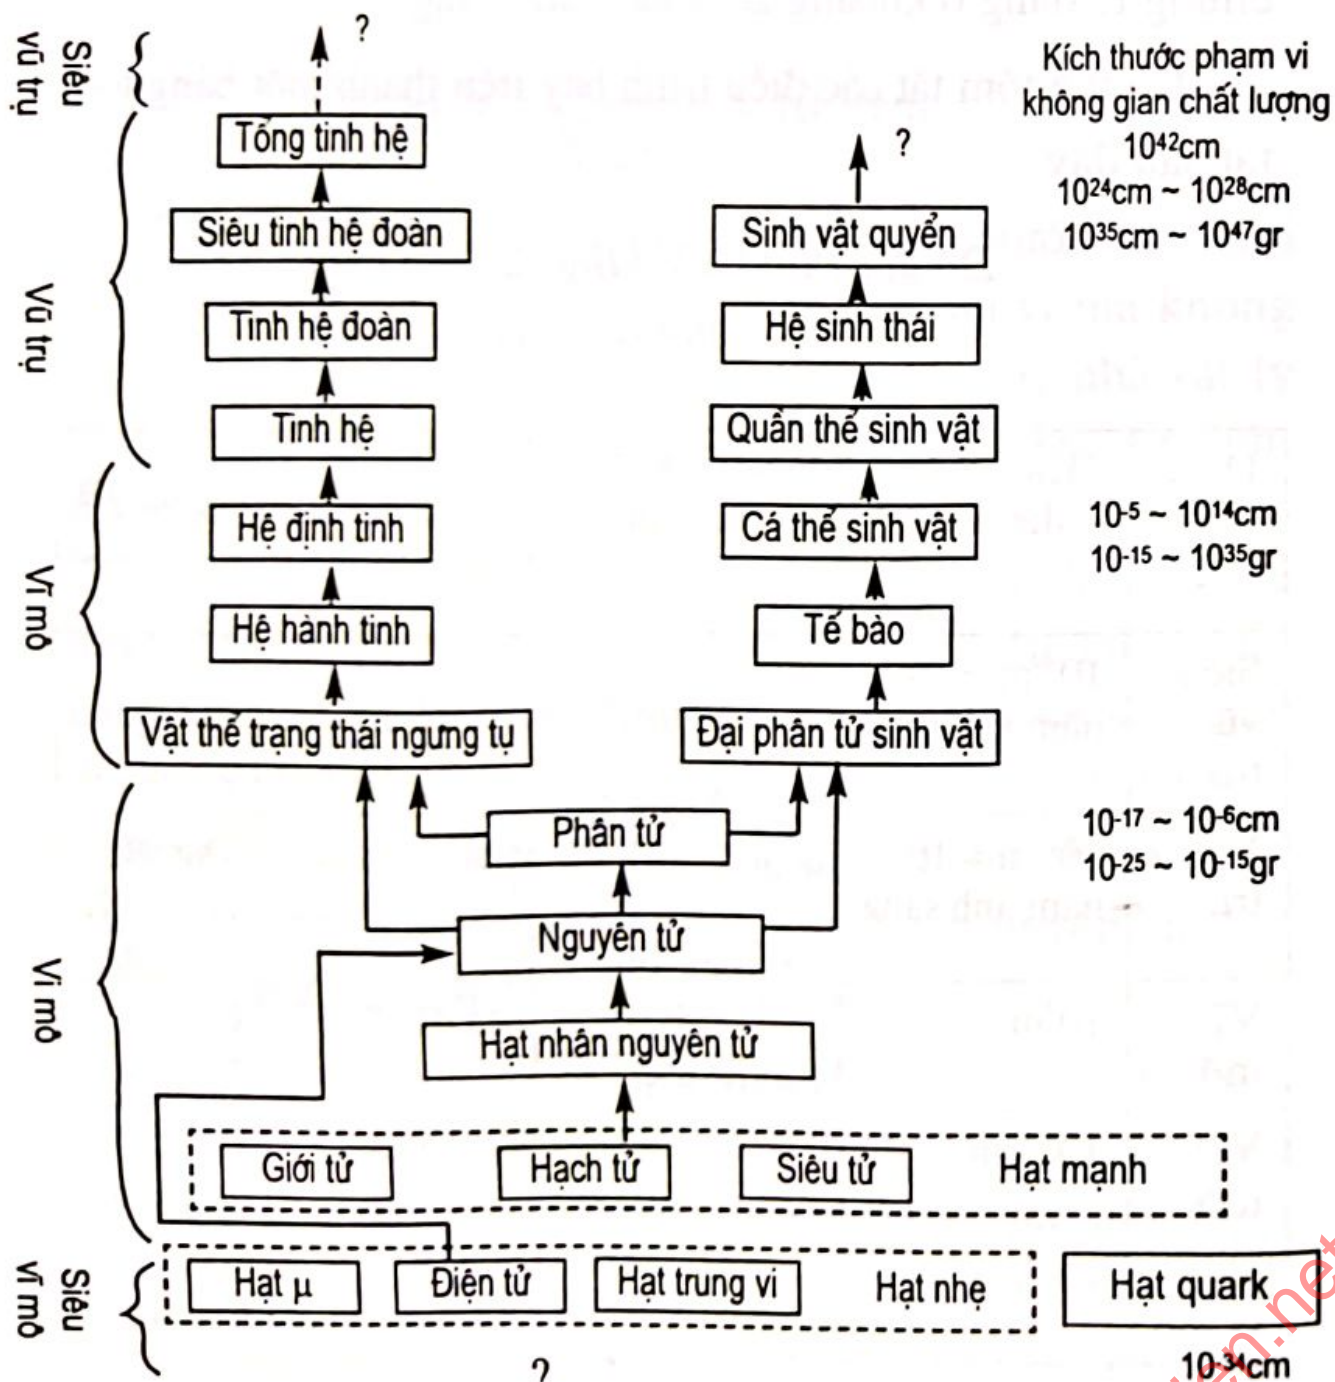 ?
Siêu
vũ trụ
Kích thước phạm vi
không gian chất lượng
10⁴²cm
10²⁴cm ~ 10²⁸cm
10³⁵cm ~ 10⁴⁷gr
Tổng tinh hệ
?
Siêu tinh hệ đoàn
Sinh vật quyển
Vũ trụ
Tinh hệ đoàn
Hệ sinh thái
Tinh hệ
Quần thể sinh vật
Hệ định tinh
Cá thể sinh vật
10⁻⁵ ~ 10¹⁴cm
10⁻¹⁵ ~ 10³⁵gr
Vĩ mô
Hệ hành tinh
Tế bào
Vật thể trạng thái ngưng tụ
Đại phân tử sinh vật
Phân tử
10⁻¹⁷ ~ 10⁻⁶cm
10⁻²⁵ ~ 10⁻¹⁵gr
Nguyên tử
Vi mô
Hạt nhân nguyên tử
Giới tử
Hạch tử
Siêu tử
Hạt mạnh
Siêu
vĩ mô
Hạt μ
Điện tử
Hạt trung vi
Hạt nhẹ
Hạt quark
?
10⁻³⁴cm